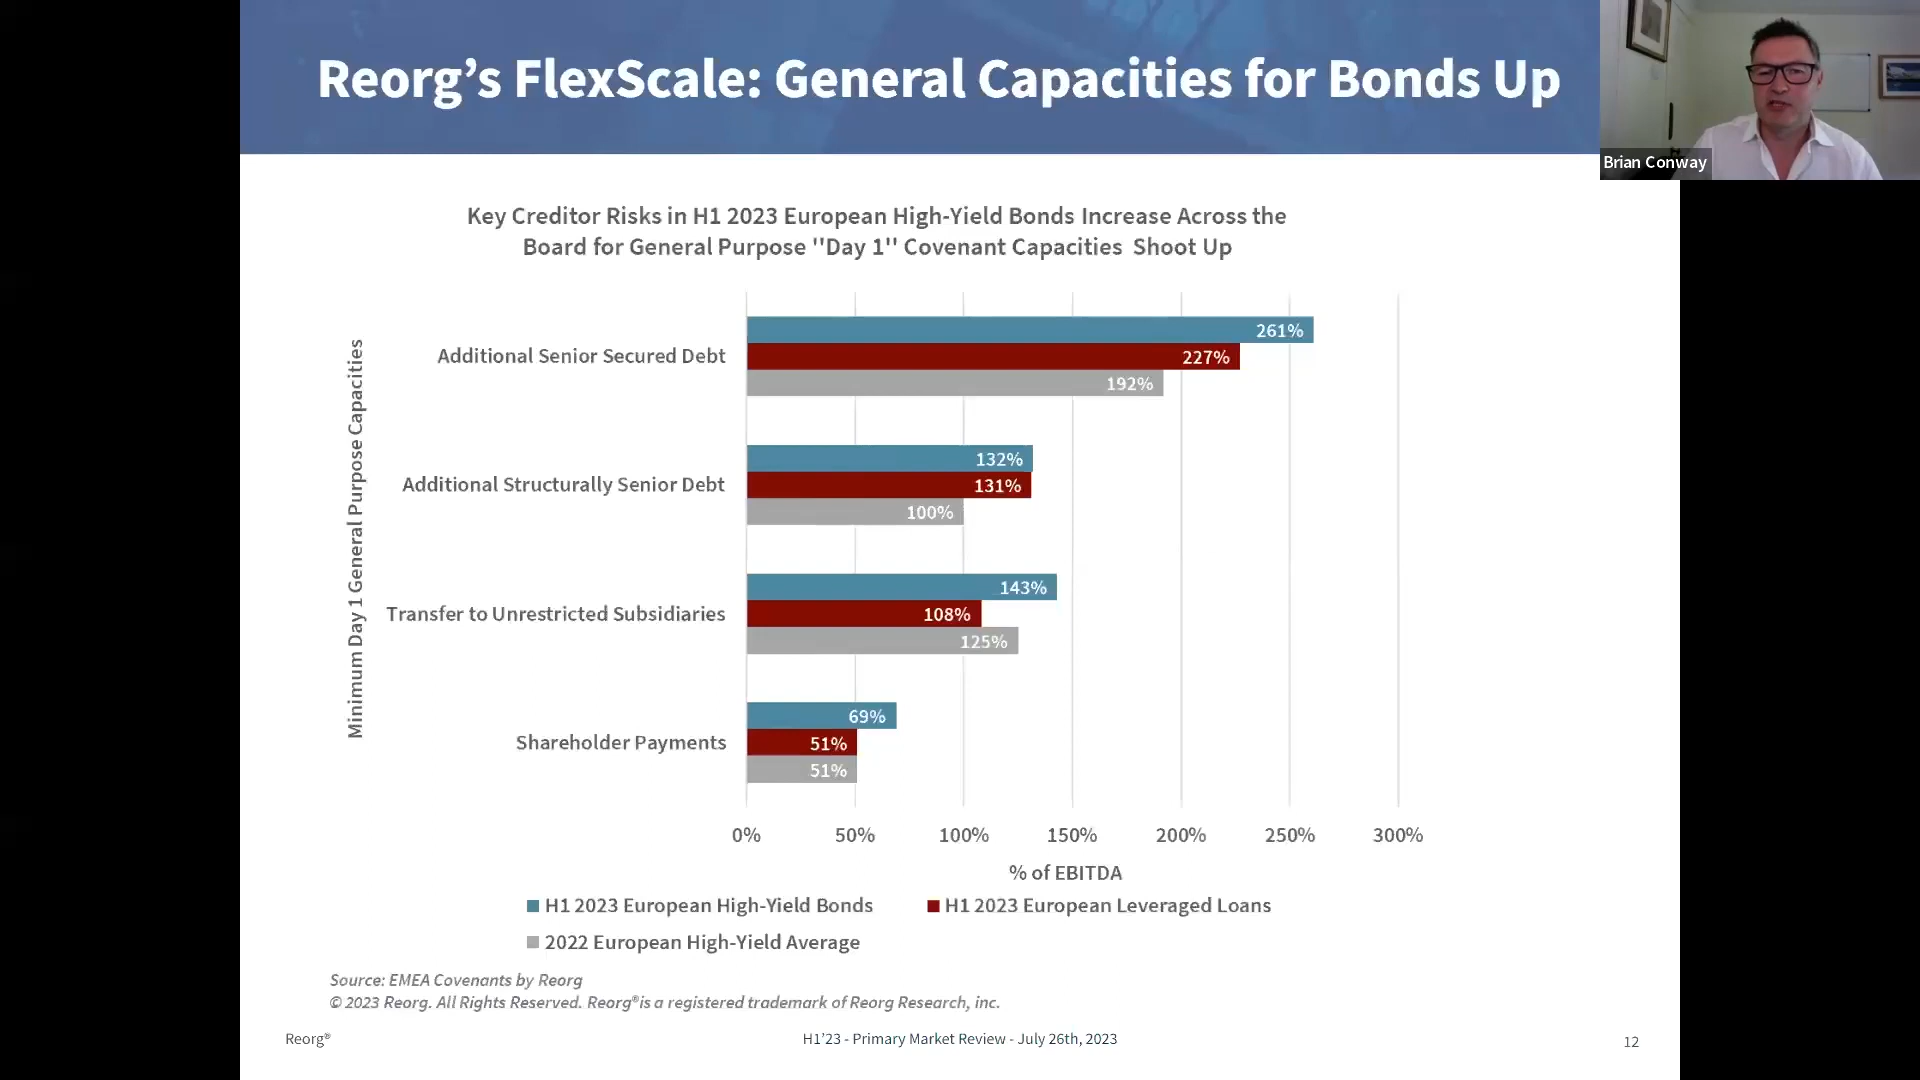 Reorg's FlexScale: General Capacities for Bonds Up
Brian Conway
Key Creditor Risks in H1 2023 European High-Yield Bonds Increase Across the
Board for General Purpose "Day 1" Covenant Capacities Shoot Up
Minimum Day 1 General Purpose Capacities
Additional Senior Secured Debt
261%
227%
192%
Additional Structurally Senior Debt
132%
131%
100%
Transfer to Unrestricted Subsidiaries
143%
108%
125%
Shareholder Payments
69%
51%
51%
0% 50% 100% 150% 200% 250% 300%
% of EBITDA
H1 2023 European High-Yield Bonds H1 2023 European Leveraged Loans
2022 European High-Yield Average
Source: EMEA Covenants by Reorg
© 2023 Reorg. All Rights Reserved. Reorg® is a registered trademark of Reorg Research, inc.
Reorg® H1'23 - Primary Market Review - July 26th, 2023 12